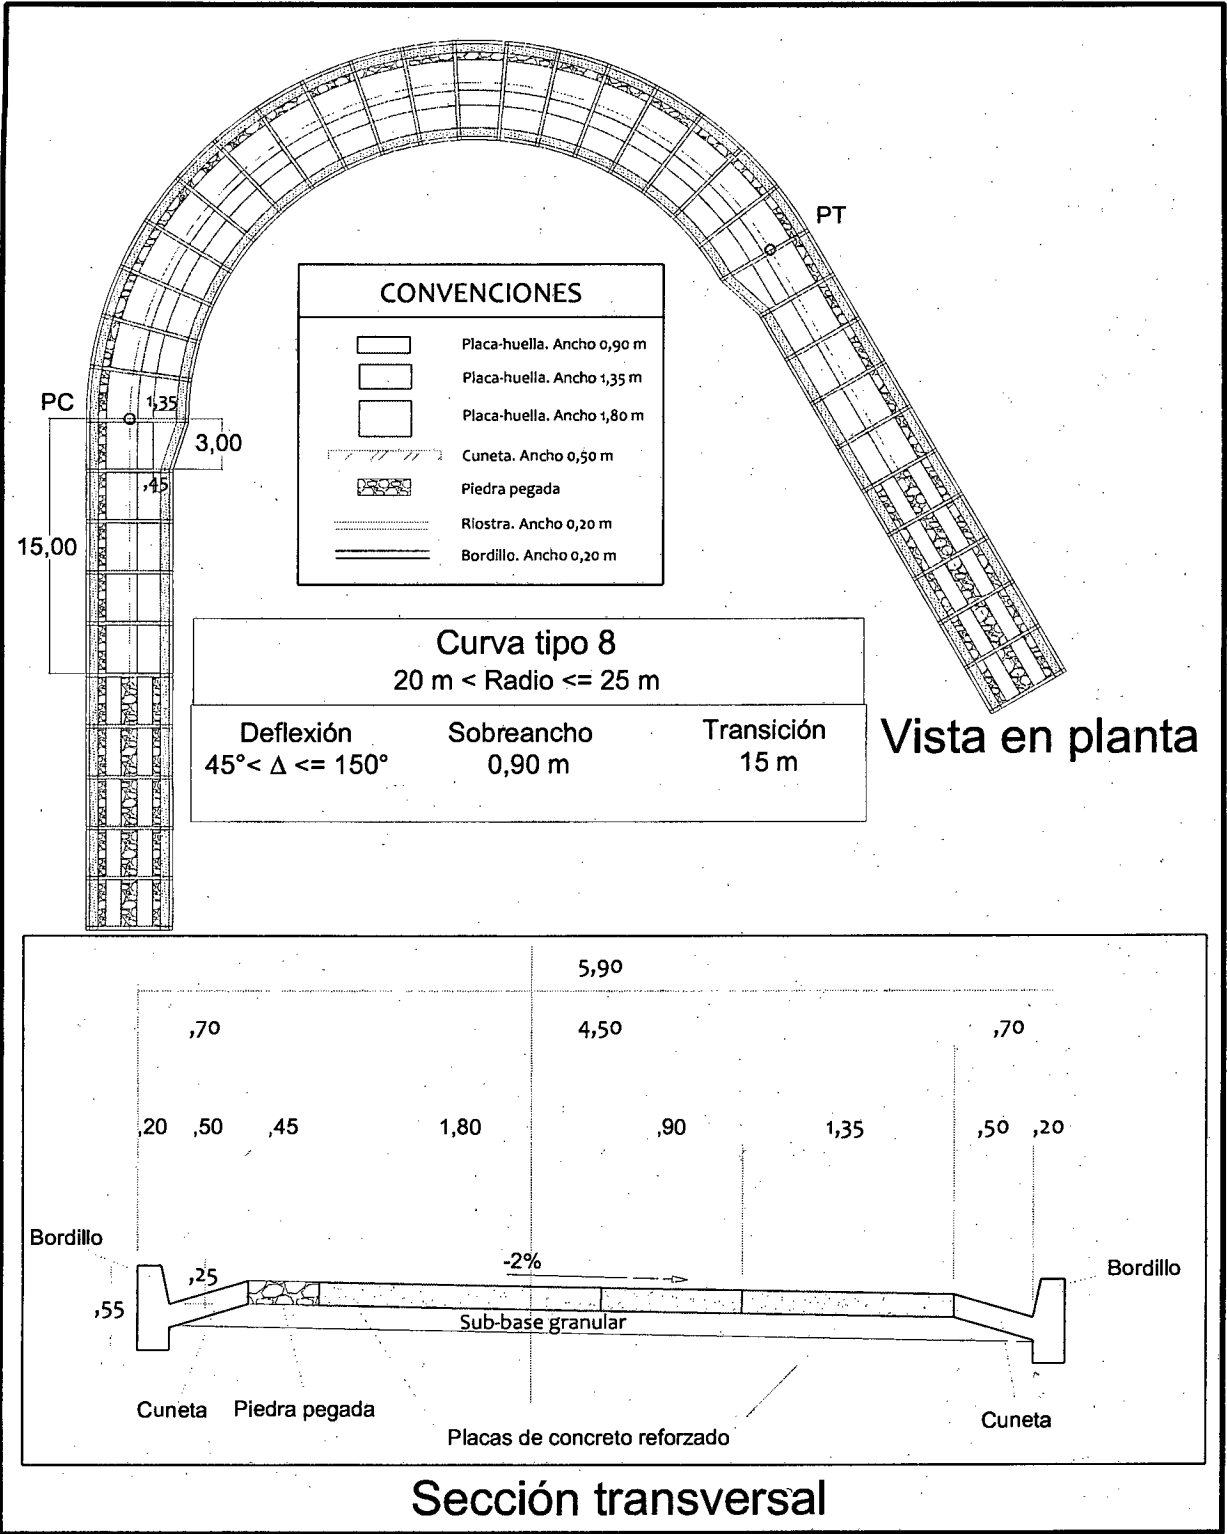 PT
CONVENCIONES
Placa-huella. Ancho 0,90 m
Placa-huella. Ancho 1,35 m
Placa-huella. Ancho 1,80 m
Cuneta. Ancho 0,50 m
Piedra pegada
Riostra. Ancho 0,20 m
Bordillo. Ancho 0,20 m
PC
1,35
3,00
,45
15,00
Curva tipo 8
20 m < Radio <= 25 m
Deflexión Sobreancho Transición
45°< Δ <= 150° 0,90 m 15 m
Vista en planta
5,90
,70 4,50 ,70
,20 ,50 ,45 1,80 ,90 1,35 ,50 ,20
Bordillo
,25
-2%
Bordillo
,55
Sub-base granular
Cuneta Piedra pegada
Cuneta
Placas de concreto reforzado
Sección transversal